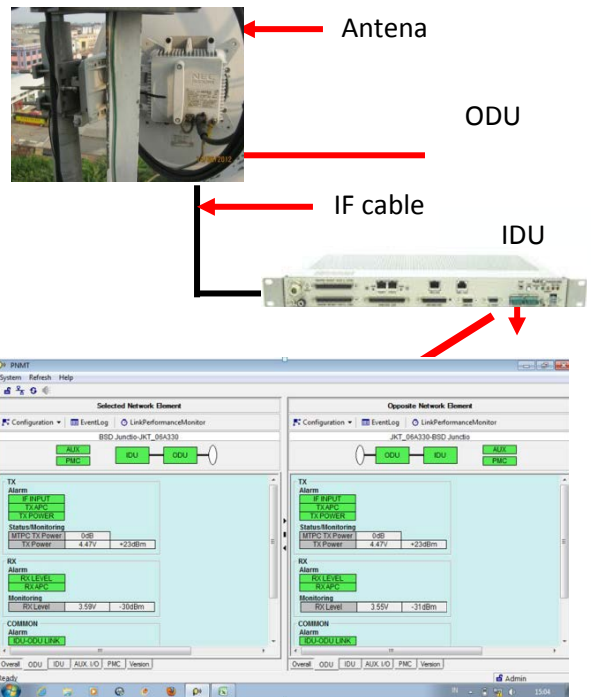 Antena
NEC
2012
ODU
IF cable
IDU
PNMT
System Refresh Help
Selected Network Element
Configuration EventLog LinkPerformanceMonitor
BSD Junctio-JKT_06A330
AUX
PMC
IDU ODU
TX
Alarm
IF INPUT
TX APC
TX POWER
Status/Monitoring
MTPC TX Power 0dB
TX Power 4.47V +23dBm
RX
Alarm
RX LEVEL
RX APC
Monitoring
RX Level 3.59V -30dBm
COMMON
Alarm
IDU-ODU LINK
Overall ODU IDU AUX. I/O PMC Version
Opposite Network Element
Configuration EventLog LinkPerformanceMonitor
JKT_06A330-BSD Junctio
ODU IDU
AUX
PMC
TX
Alarm
IF INPUT
TX APC
TX POWER
Status/Monitoring
MTPC TX Power 0dB
TX Power 4.47V +23dBm
RX
Alarm
RX LEVEL
RX APC
Monitoring
RX Level 3.55V -31dBm
COMMON
Alarm
IDU-ODU LINK
Overall ODU IDU AUX. I/O PMC Version
Ready
Admin
IN 15:04